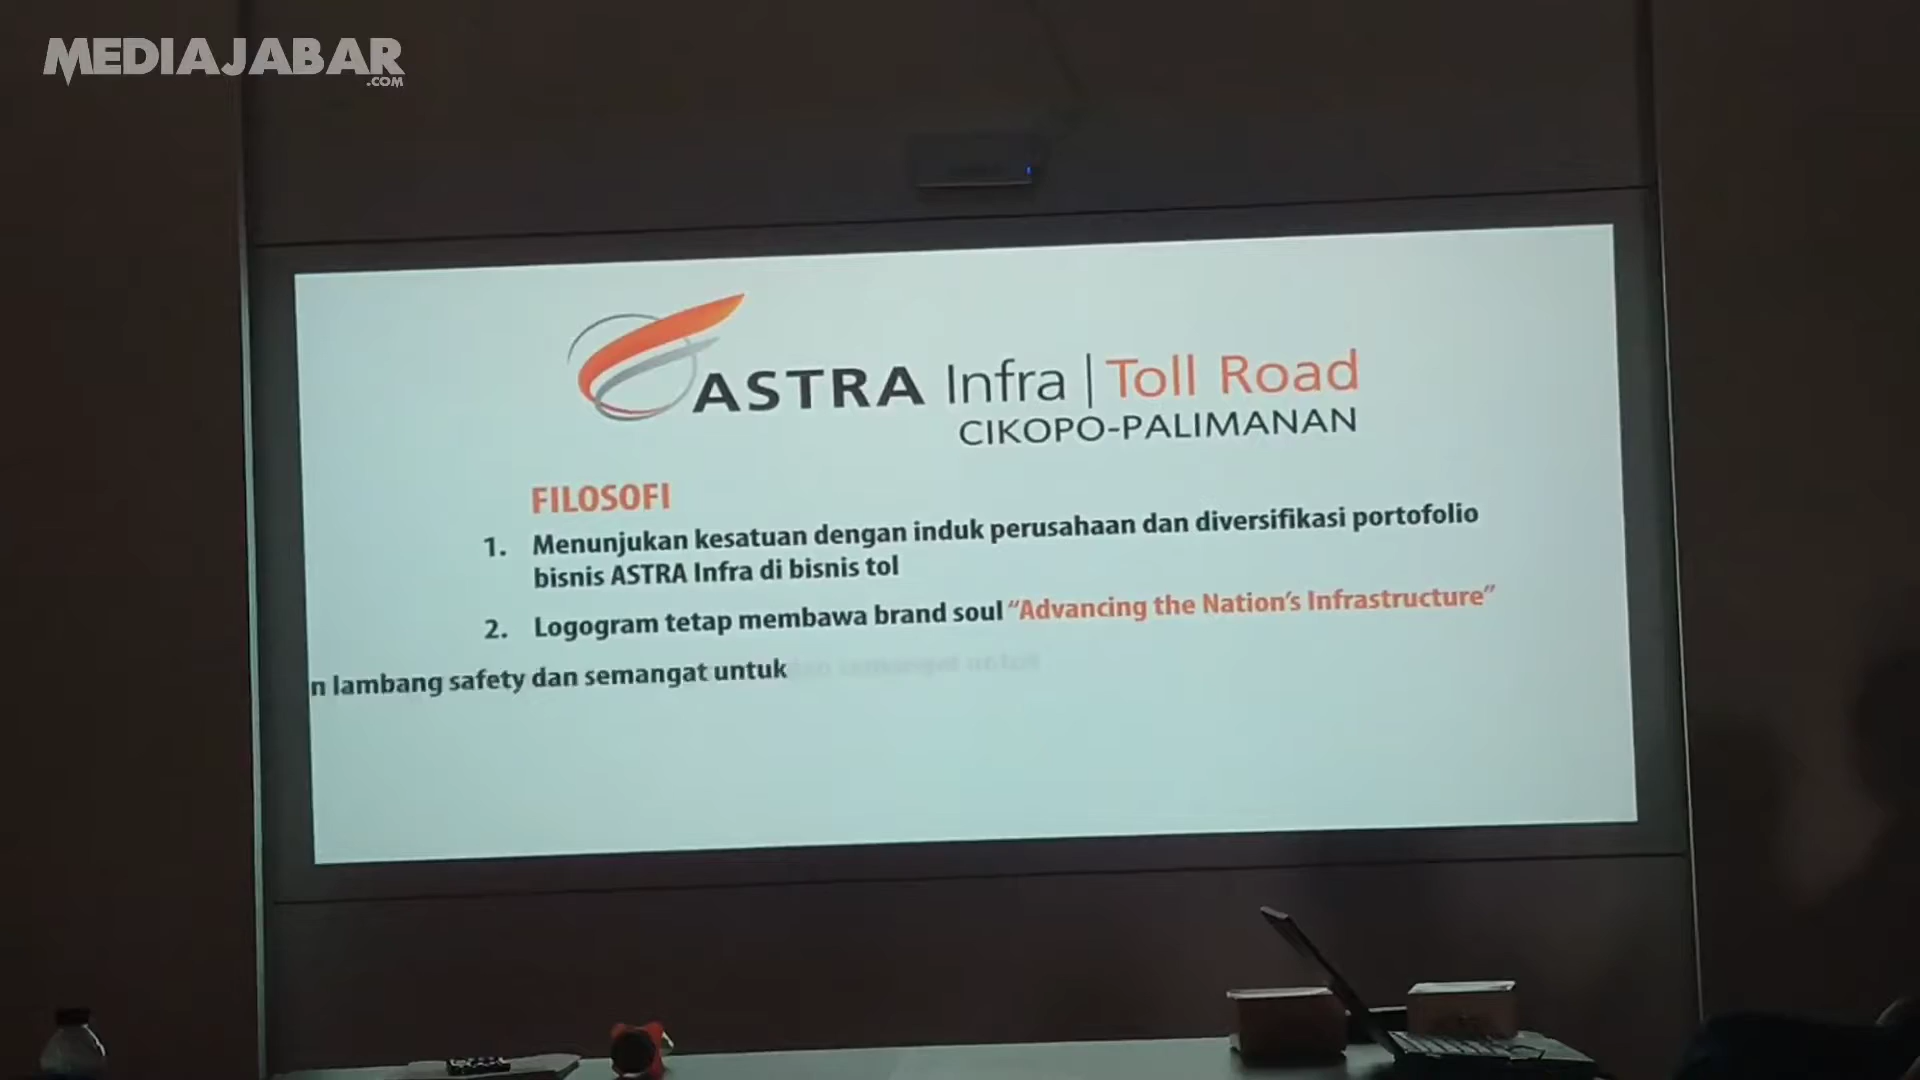 MEDIAJABAR
.COM
ASTRA Infra | Toll Road
CIKOPO-PALIMANAN
FILOSOFI
1. Menunjukan kesatuan dengan induk perusahaan dan diversifikasi portofolio
bisnis ASTRA Infra di bisnis tol
2. Logogram tetap membawa brand soul “Advancing the Nation’s Infrastructure”
n lambang safety dan semangat untuk